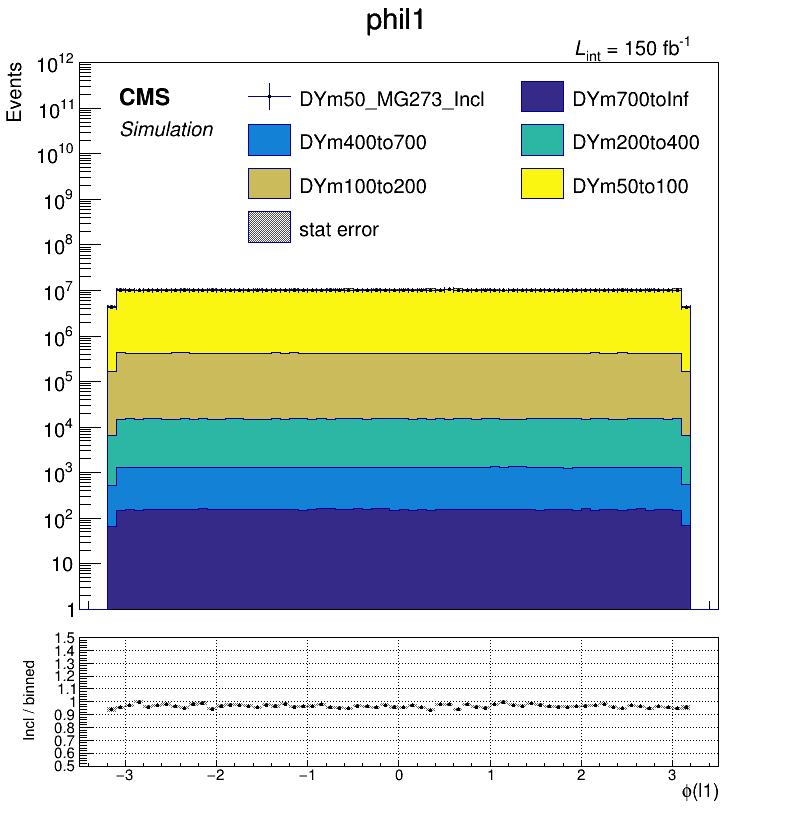 phil1
L_int = 150 fb^-1
Events
10^12
10^11
10^10
10^9
10^8
10^7
10^6
10^5
10^4
10^3
10^2
10
1
CMS
Simulation
DYm50_MG273_Incl
DYm700toInf
DYm400to700
DYm200to400
DYm100to200
DYm50to100
stat error
Incl / binned
1.5
1.4
1.3
1.2
1.1
1
0.9
0.8
0.7
0.6
0.5
−3 −2 −1 0 1 2 3
ϕ(l1)